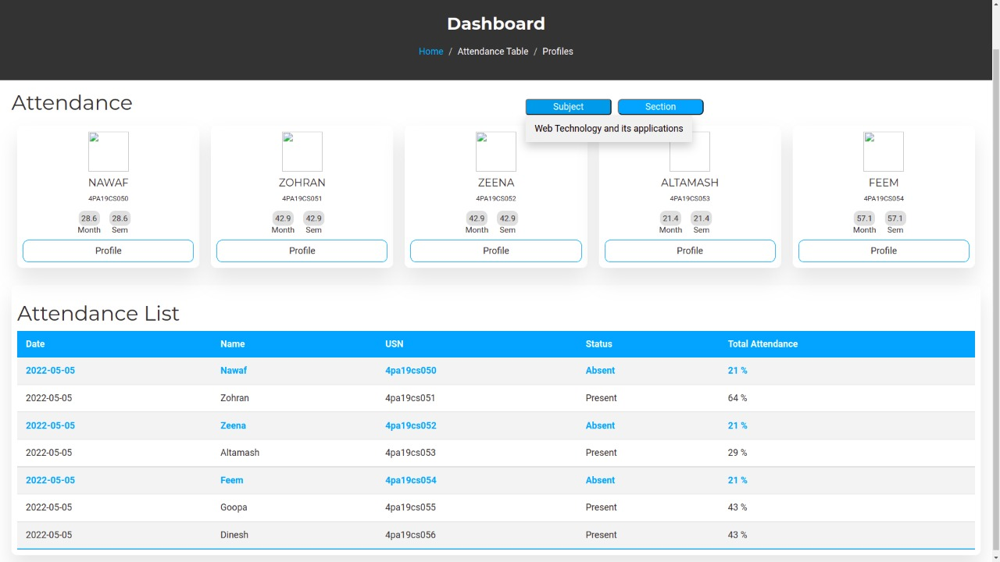 Dashboard
Home / Attendance Table / Profiles
Attendance
Subject Section
Web Technology and its applications
NAWAF ZOHRAN ZEENA ALTAMASH FEEM
4PA19CS050 4PA19CS051 4PA19CS052 4PA19CS053 4PA19CS054
28.6 28.6 42.9 42.9 42.9 42.9 21.4 21.4 57.1 57.1
Month Sem Month Sem Month Sem Month Sem Month Sem
Profile Profile Profile Profile Profile
Attendance List
Date Name USN Status Total Attendance
2022-05-05 Nawaf 4pa19cs050 Absent 21 %
2022-05-05 Zohran 4pa19cs051 Present 64 %
2022-05-05 Zeena 4pa19cs052 Absent 21 %
2022-05-05 Altamash 4pa19cs053 Present 29 %
2022-05-05 Feem 4pa19cs054 Absent 21 %
2022-05-05 Goopa 4pa19cs055 Present 43 %
2022-05-05 Dinesh 4pa19cs056 Present 43 %